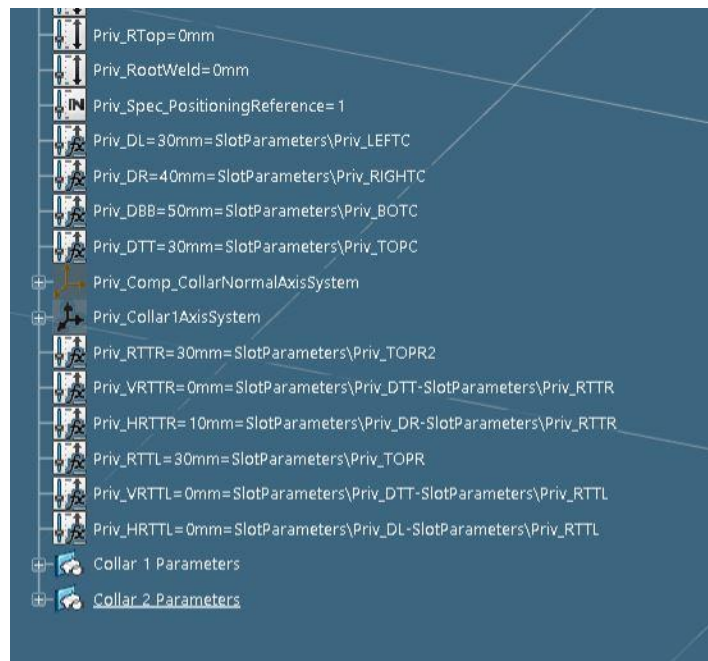 Priv_RTop=0mm
Priv_RootWeld=0mm
IN Priv_Spec_PositioningReference=1
Priv_DL=30mm=SlotParameters\Priv_LEFTC
Priv_DR=40mm=SlotParameters\Priv_RIGHTC
Priv_DBB=50mm=SlotParameters\Priv_BOTC
Priv_DTT=30mm=SlotParameters\Priv_TOPC
Priv_Comp_CollarNormalAxisSystem
Priv_Collar1AxisSystem
Priv_RTTR=30mm=SlotParameters\Priv_TOPR2
Priv_VRTTR=0mm=SlotParameters\Priv_DTT-SlotParameters\Priv_RTTR
Priv_HRTTR=10mm=SlotParameters\Priv_DR-SlotParameters\Priv_RTTR
Priv_RTTL=30mm=SlotParameters\Priv_TOPR
Priv_VRTTL=0mm=SlotParameters\Priv_DTT-SlotParameters\Priv_RTTL
Priv_HRTTL=0mm=SlotParameters\Priv_DL-SlotParameters\Priv_RTTL
Collar 1 Parameters
Collar 2 Parameters